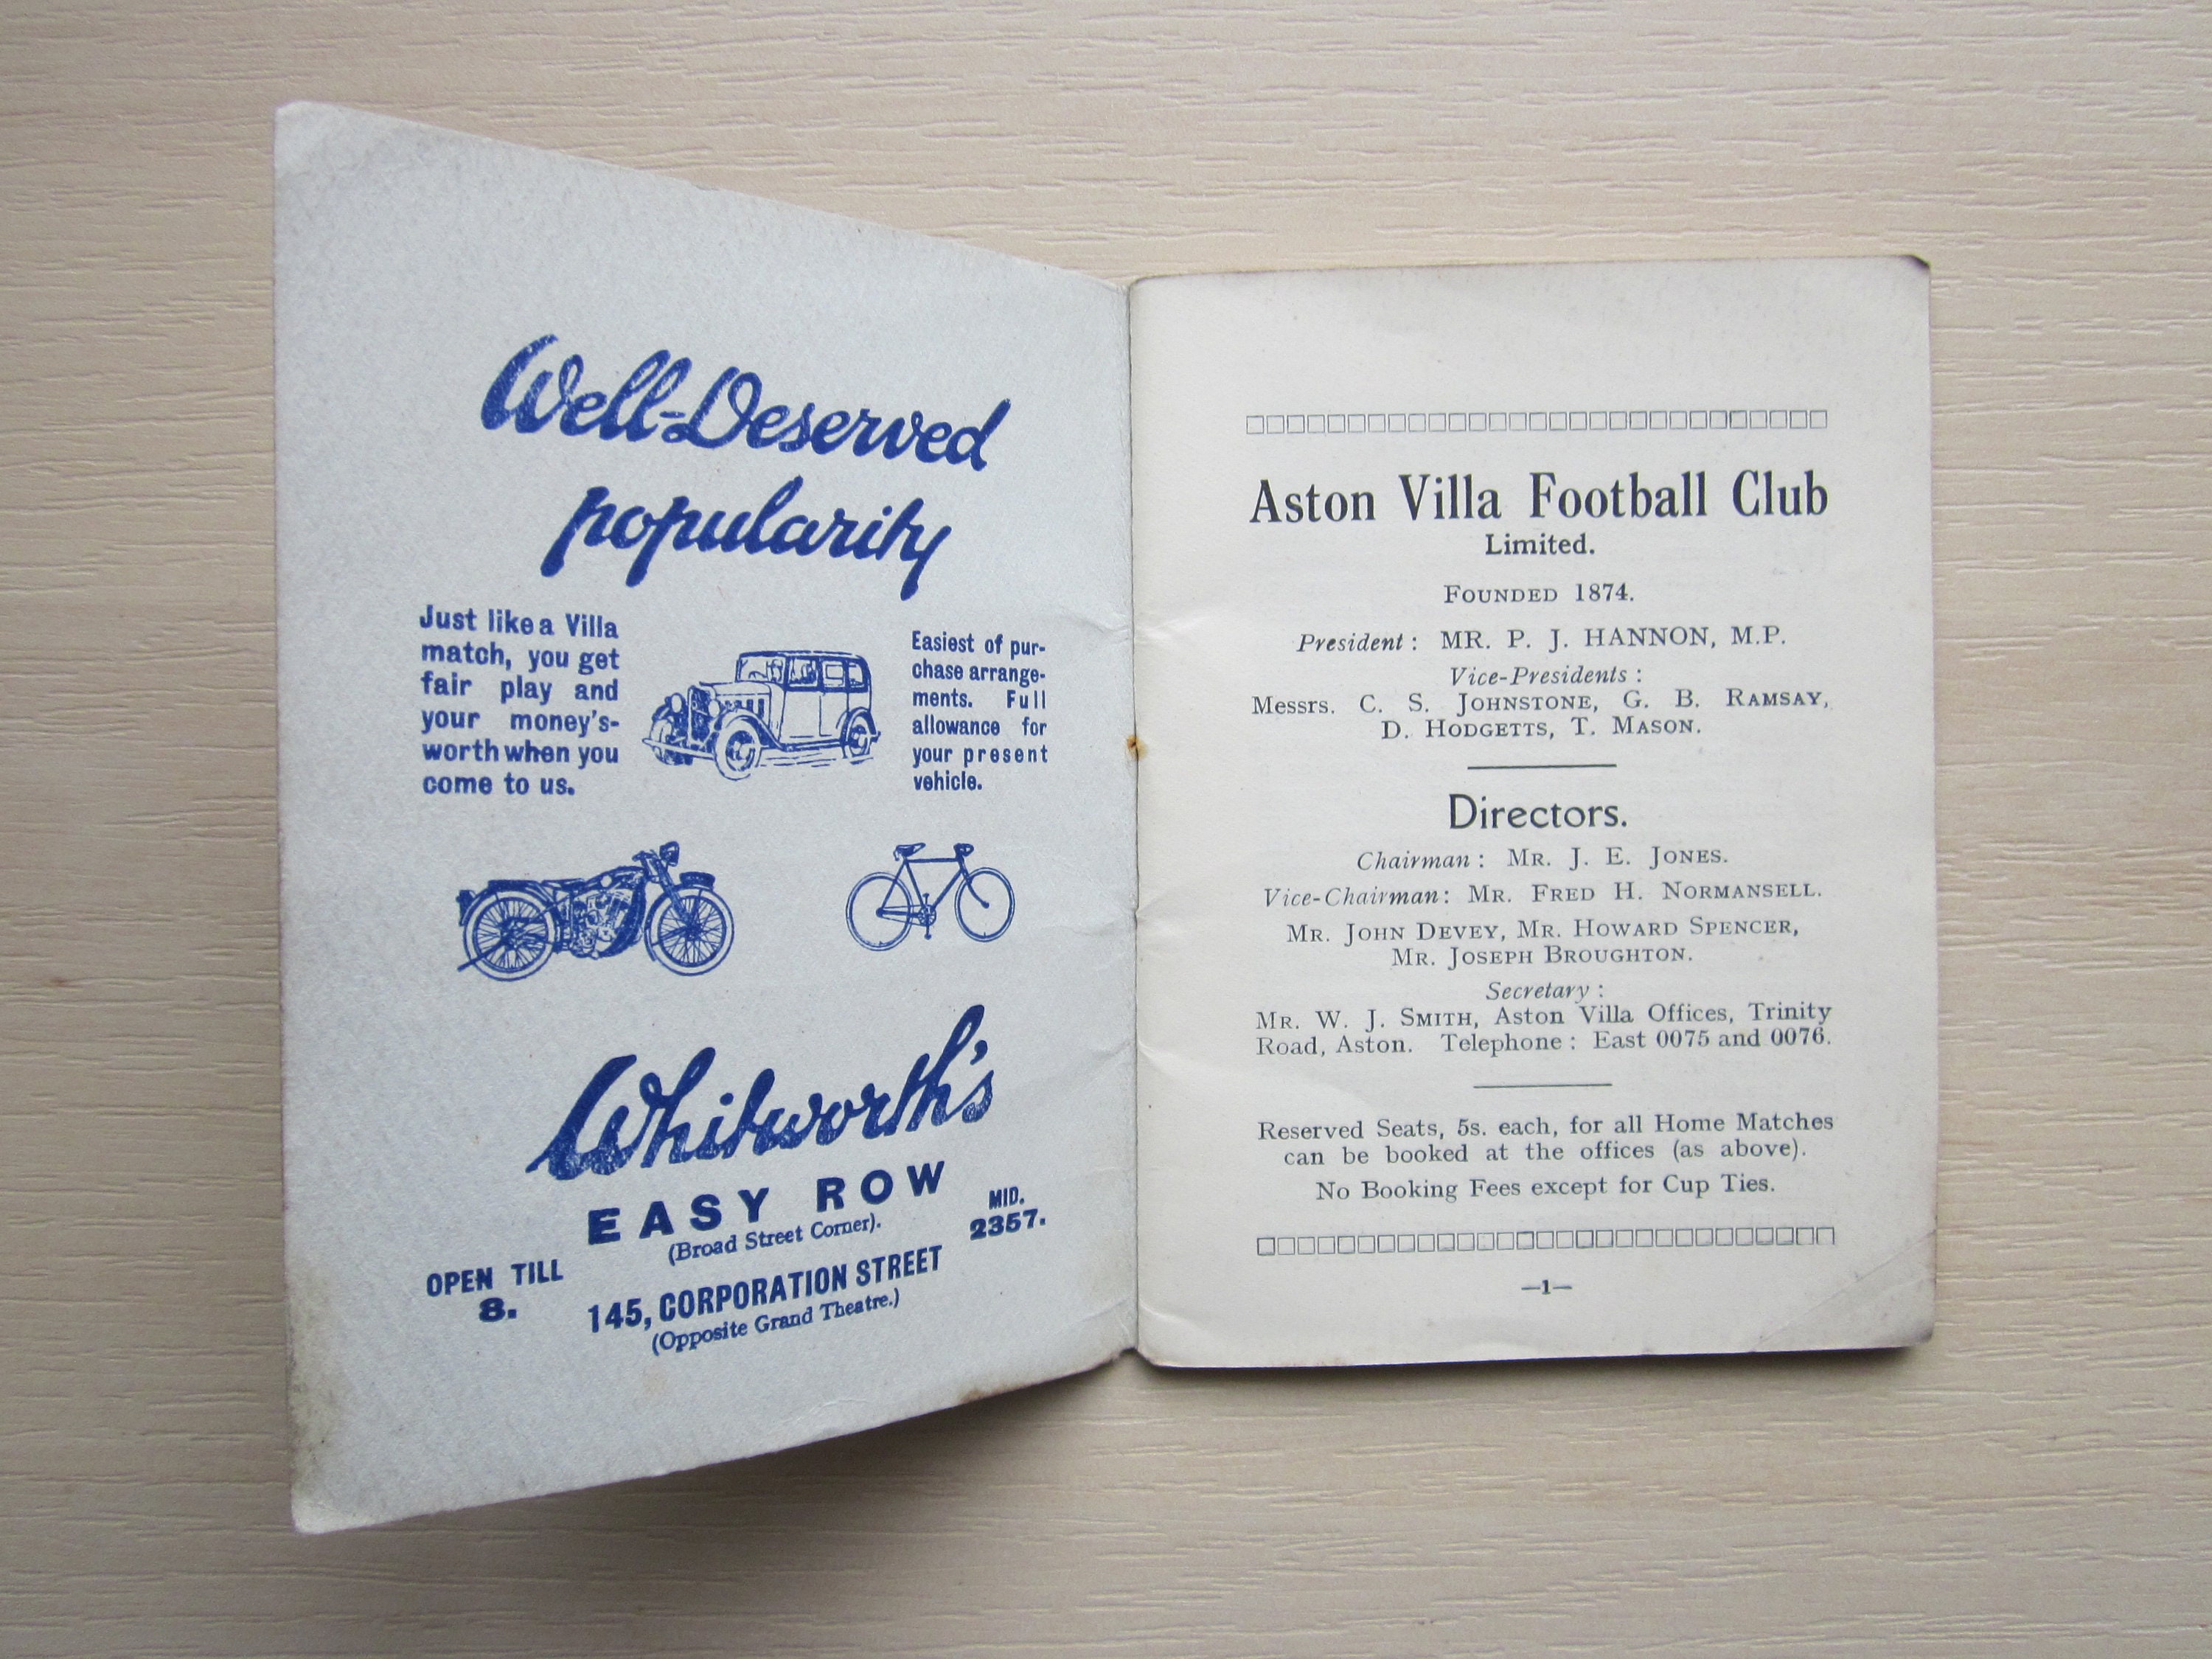 Well-Deserved
popularity
Just like a Villa
match, you get
fair play and
your money's-
worth when you
come to us.
Easiest of pur-
chase arrange-
ments. Full
allowance for
your present
vehicle.
Whitworth's
EASY ROW
(Broad Street Corner).
MID.
2357.
OPEN TILL
8.
145, CORPORATION STREET
(Opposite Grand Theatre.)
Aston Villa Football Club
Limited.
FOUNDED 1874.
President: MR. P. J. HANNON, M.P.
Vice-Presidents:
Messrs. C. S. JOHNSTONE, G. B. RAMSAY,
D. HODGETTS, T. MASON.
Directors.
Chairman: MR. J. E. JONES.
Vice-Chairman: MR. FRED H. NORMANSELL.
MR. JOHN DEVEY, MR. HOWARD SPENCER,
MR. JOSEPH BROUGHTON.
Secretary:
MR. W. J. SMITH, Aston Villa Offices, Trinity
Road, Aston. Telephone: East 0075 and 0076.
Reserved Seats, 5s. each, for all Home Matches
can be booked at the offices (as above).
No Booking Fees except for Cup Ties.
—1—